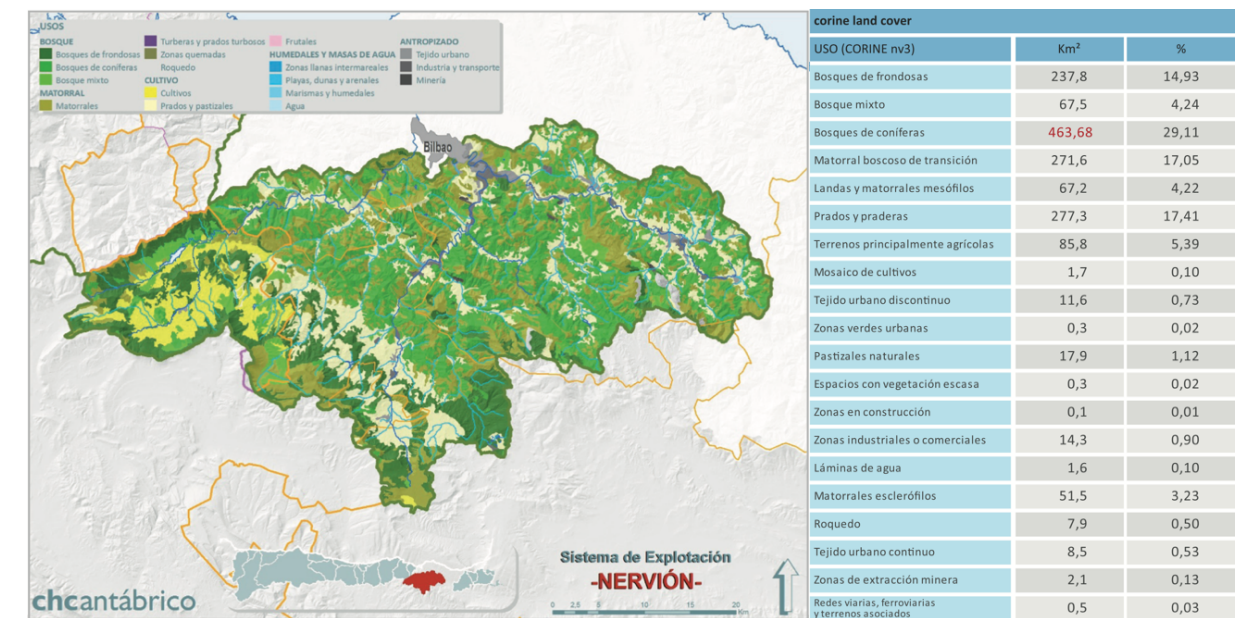 USOS
BOSQUE
Bosques de frondosas
Bosques de coníferas
Bosque mixto
MATORRAL
Matorrales
Turberas y prados turbosos
Zonas quemadas
Roquedo
CULTIVO
Cultivos
Prados y pastizales
Frutales
HUMEDALES Y MASAS DE AGUA
Zonas llanas intermareales
Playas, dunas y arenales
Marismas y humedales
Agua
ANTROPIZADO
Tejido urbano
Industria y transporte
Minería
Bilbao
Sistema de Explotación
-NERVIÓN-
0 2,5 5 10 15 20
Km
chcantábrico
corine land cover
USO (CORINE nv3) Km² %
Bosques de frondosas 237,8 14,93
Bosque mixto 67,5 4,24
Bosques de coníferas 463,68 29,11
Matorral boscoso de transición 271,6 17,05
Landas y matorrales mesófilos 67,2 4,22
Prados y praderas 277,3 17,41
Terrenos principalmente agrícolas 85,8 5,39
Mosaico de cultivos 1,7 0,10
Tejido urbano discontinuo 11,6 0,73
Zonas verdes urbanas 0,3 0,02
Pastizales naturales 17,9 1,12
Espacios con vegetación escasa 0,3 0,02
Zonas en construcción 0,1 0,01
Zonas industriales o comerciales 14,3 0,90
Láminas de agua 1,6 0,10
Matorrales esclerófilos 51,5 3,23
Roquedo 7,9 0,50
Tejido urbano continuo 8,5 0,53
Zonas de extracción minera 2,1 0,13
Redes viarias, ferroviarias
y terrenos asociados 0,5 0,03